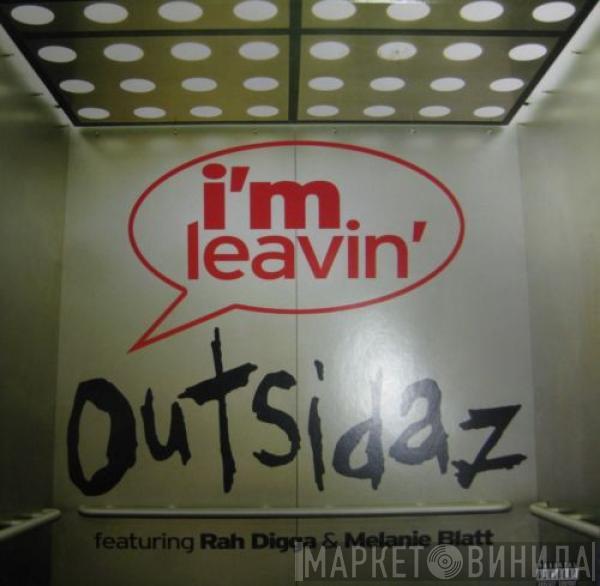 i'm
leavin'
outsidaz
featuring Rah Digga & Melanie Blatt
МАРКЕТ ВИНИЛА